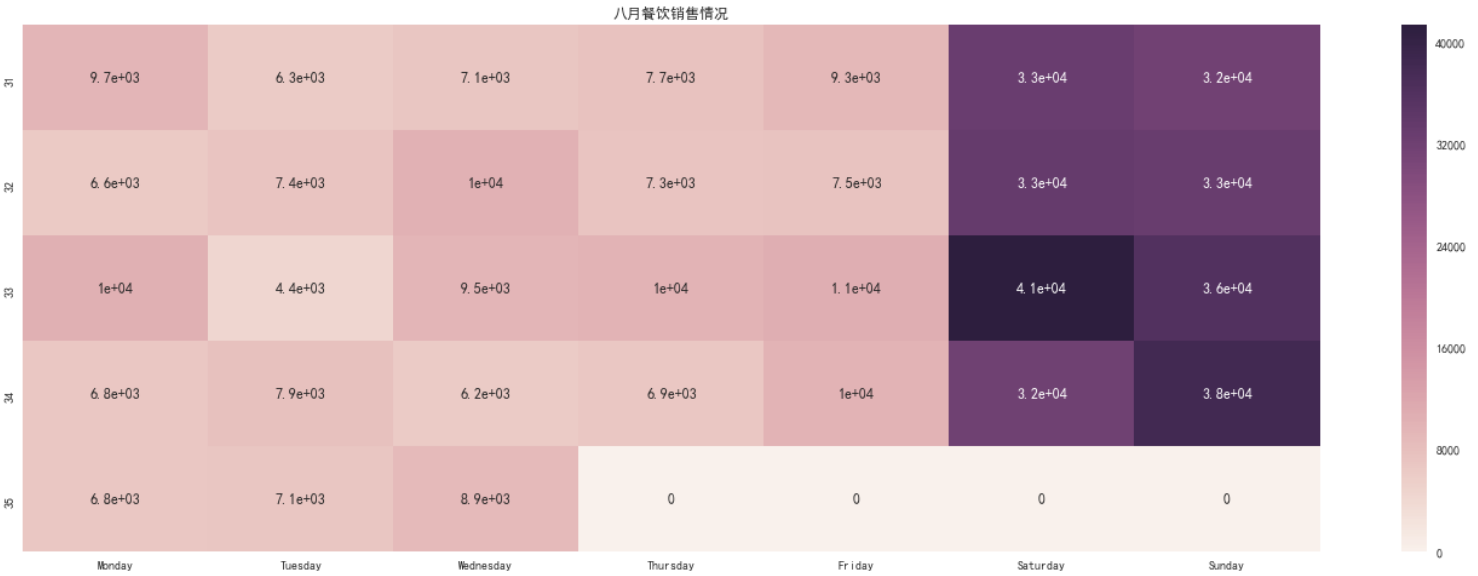 八月餐饮销售情况
31 9.7e+03 6.3e+03 7.1e+03 7.7e+03 9.3e+03 3.3e+04 3.2e+04
32 6.6e+03 7.4e+03 1e+04 7.3e+03 7.5e+03 3.3e+04 3.3e+04
33 1e+04 4.4e+03 9.5e+03 1e+04 1.1e+04 4.1e+04 3.6e+04
34 6.8e+03 7.9e+03 6.2e+03 6.9e+03 1e+04 3.2e+04 3.8e+04
35 6.8e+03 7.1e+03 8.9e+03 0 0 0 0
Monday Tuesday Wednesday Thursday Friday Saturday Sunday
40000
32000
24000
16000
8000
0